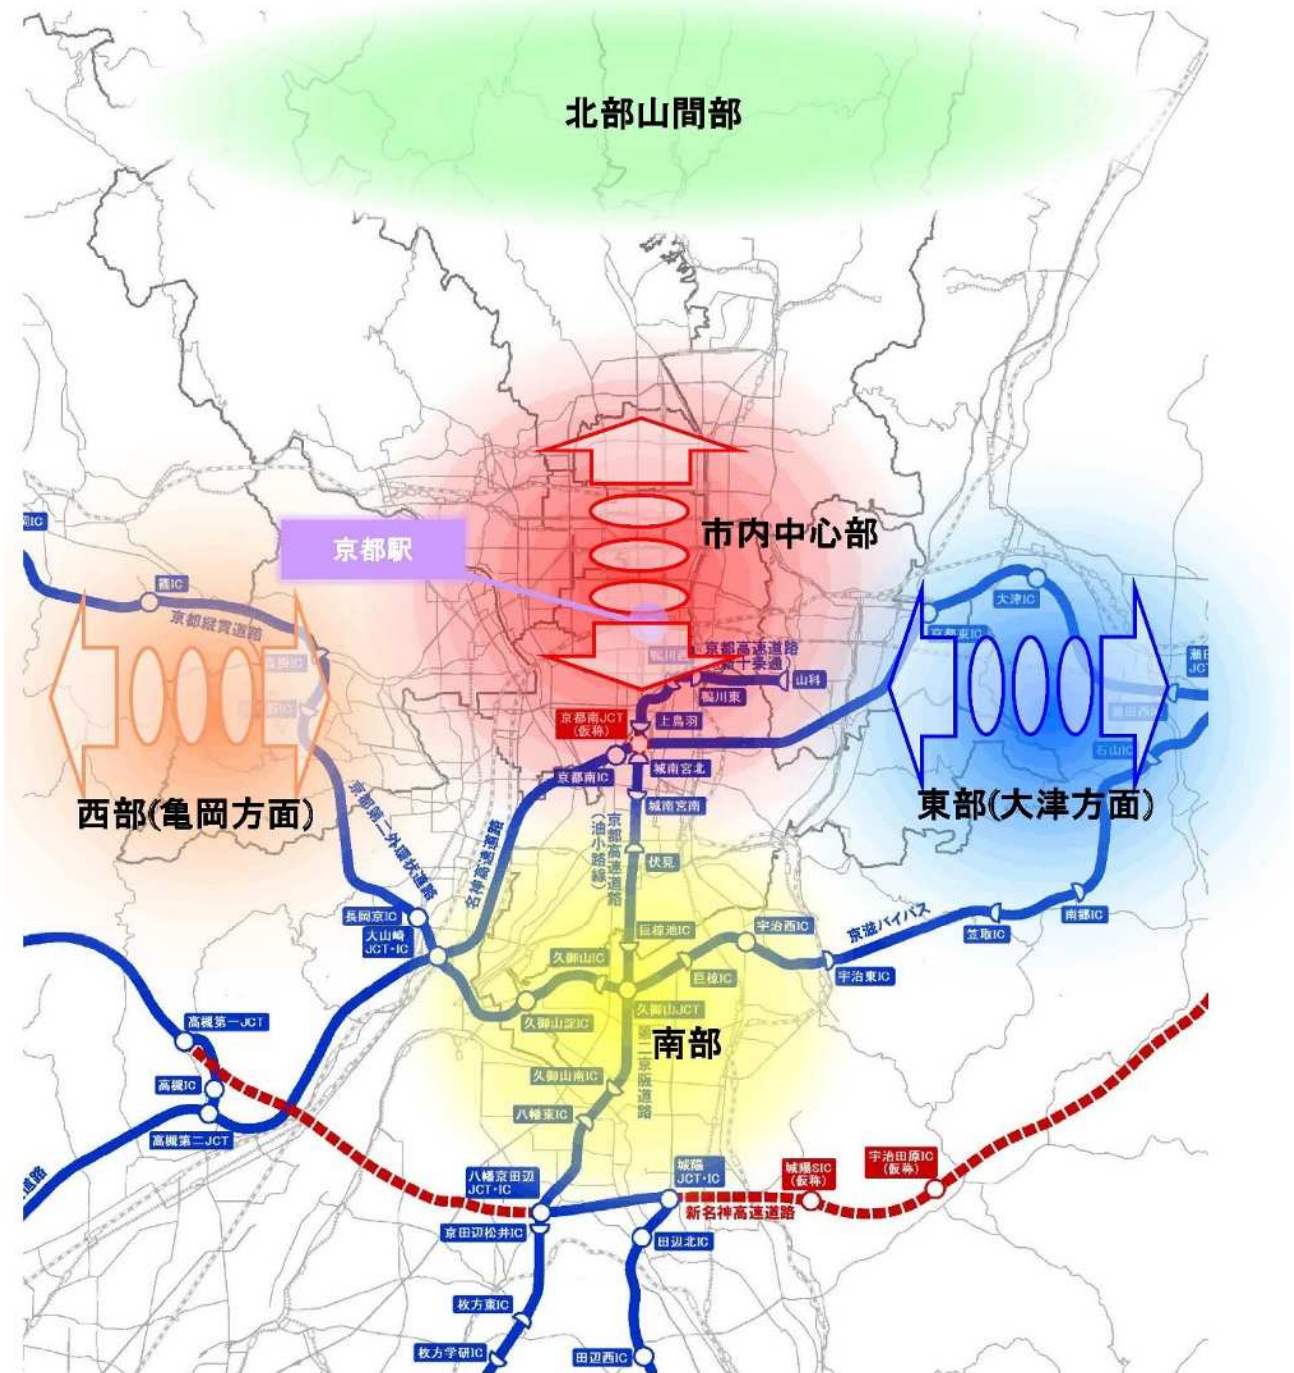 北部山間部
市内中心部
京都駅
篠IC
京都縦貫道路
大津IC
京都東IC
京都高速道路
(新十条通)
山科
鴨川東
上鳥羽
京都南JCT
(仮称)
京都南IC
城南宮北
城南宮南
石山IC
西部(亀岡方面)
東部(大津方面)
京都第二外環状道路
名神高速道路
京都高速道路
(油小路線)
伏見
長岡京IC
大山崎
JCT・IC
巨椋池IC
宇治西IC
京滋バイパス
南郷IC
笠取IC
久御山IC
巨椋IC
宇治東IC
久御山淀IC
久御山JCT
南部
第二京阪道路
高槻第一JCT
高槻IC
高槻第二JCT
久御山南IC
八幡東IC
八幡京田辺
JCT・IC
城陽
JCT・IC
城陽SIC
(仮称)
宇治田原IC
(仮称)
新名神高速道路
京田辺松井IC
田辺北IC
枚方東IC
枚方学研IC
田辺西IC